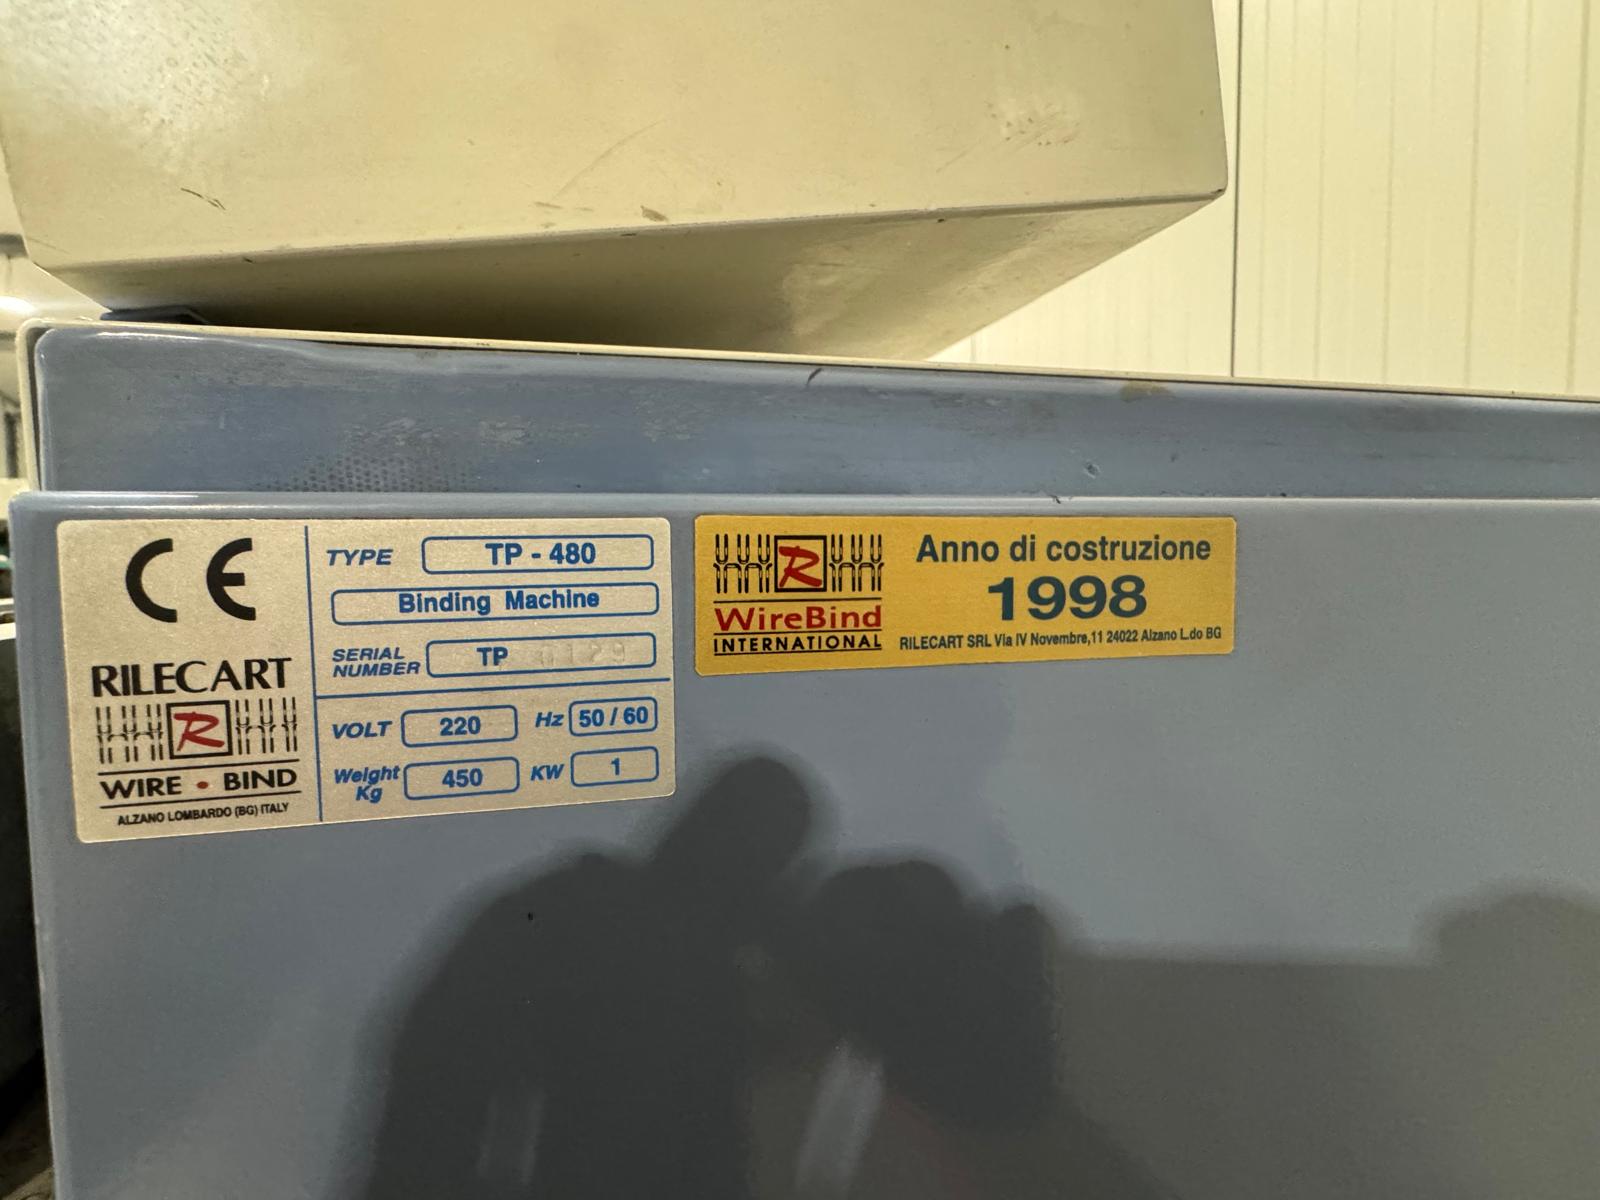 CE
RILECART
R
WIRE • BIND
ALZANO LOMBARDO (BG) ITALY
TYPE TP - 480
Binding Machine
SERIAL NUMBER TP 0129
VOLT 220 Hz 50 / 60
Weight Kg 450 KW 1
R
WireBind
INTERNATIONAL
Anno di costruzione
1998
RILECART SRL Via IV Novembre,11 24022 Alzano L.do BG